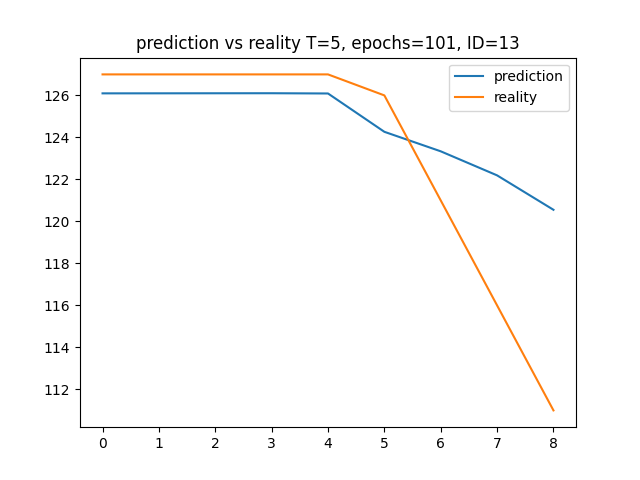 prediction vs reality T=5, epochs=101, ID=13
prediction
reality
126
124
122
120
118
116
114
112
0 1 2 3 4 5 6 7 8